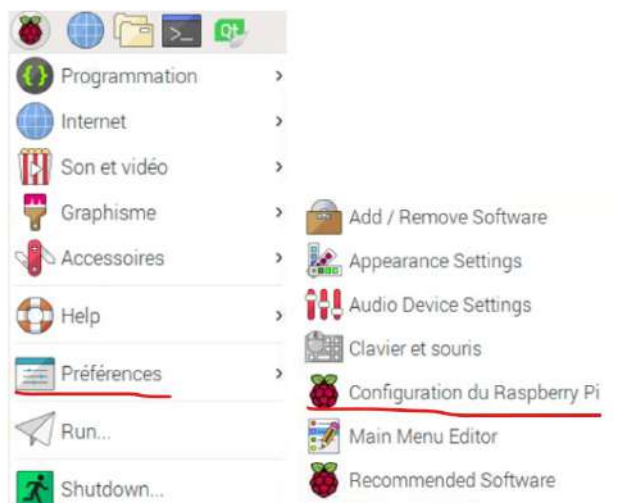 Programmation
Internet
Son et vidéo
Graphisme
Accessoires
Help
Préférences
Run...
Shutdown...
Add / Remove Software
Appearance Settings
Audio Device Settings
Clavier et souris
Configuration du Raspberry Pi
Main Menu Editor
Recommended Software
Qt